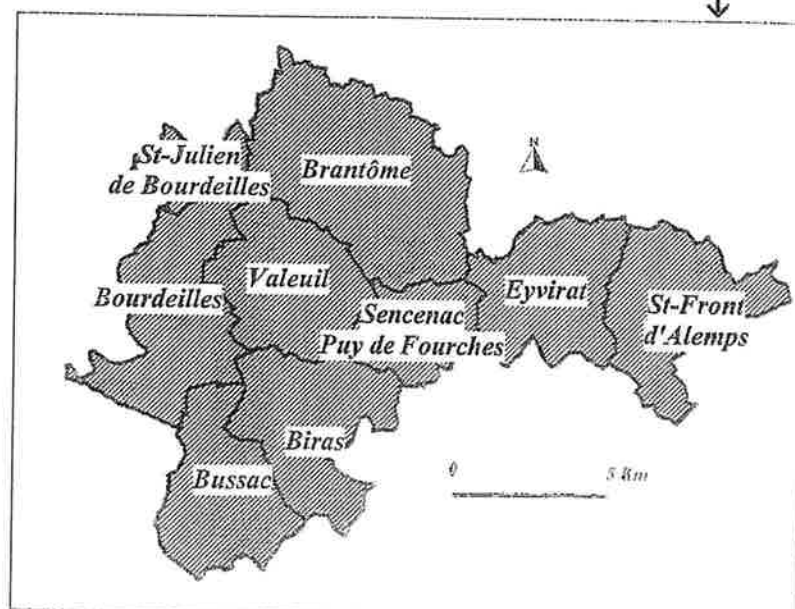 N
St-Julien
de Bourdeilles
Brantôme
Bourdeilles
Valeuil
Sencenac
Puy de Fourches
Eyvirat
St-Front
d'Alemps
Biras
Bussac
0 5 Km